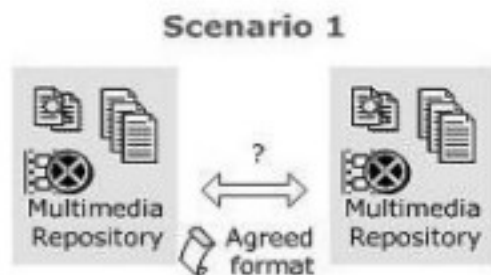 Scenario 1
?
Multimedia
Repository
Agreed
format
Multimedia
Repository